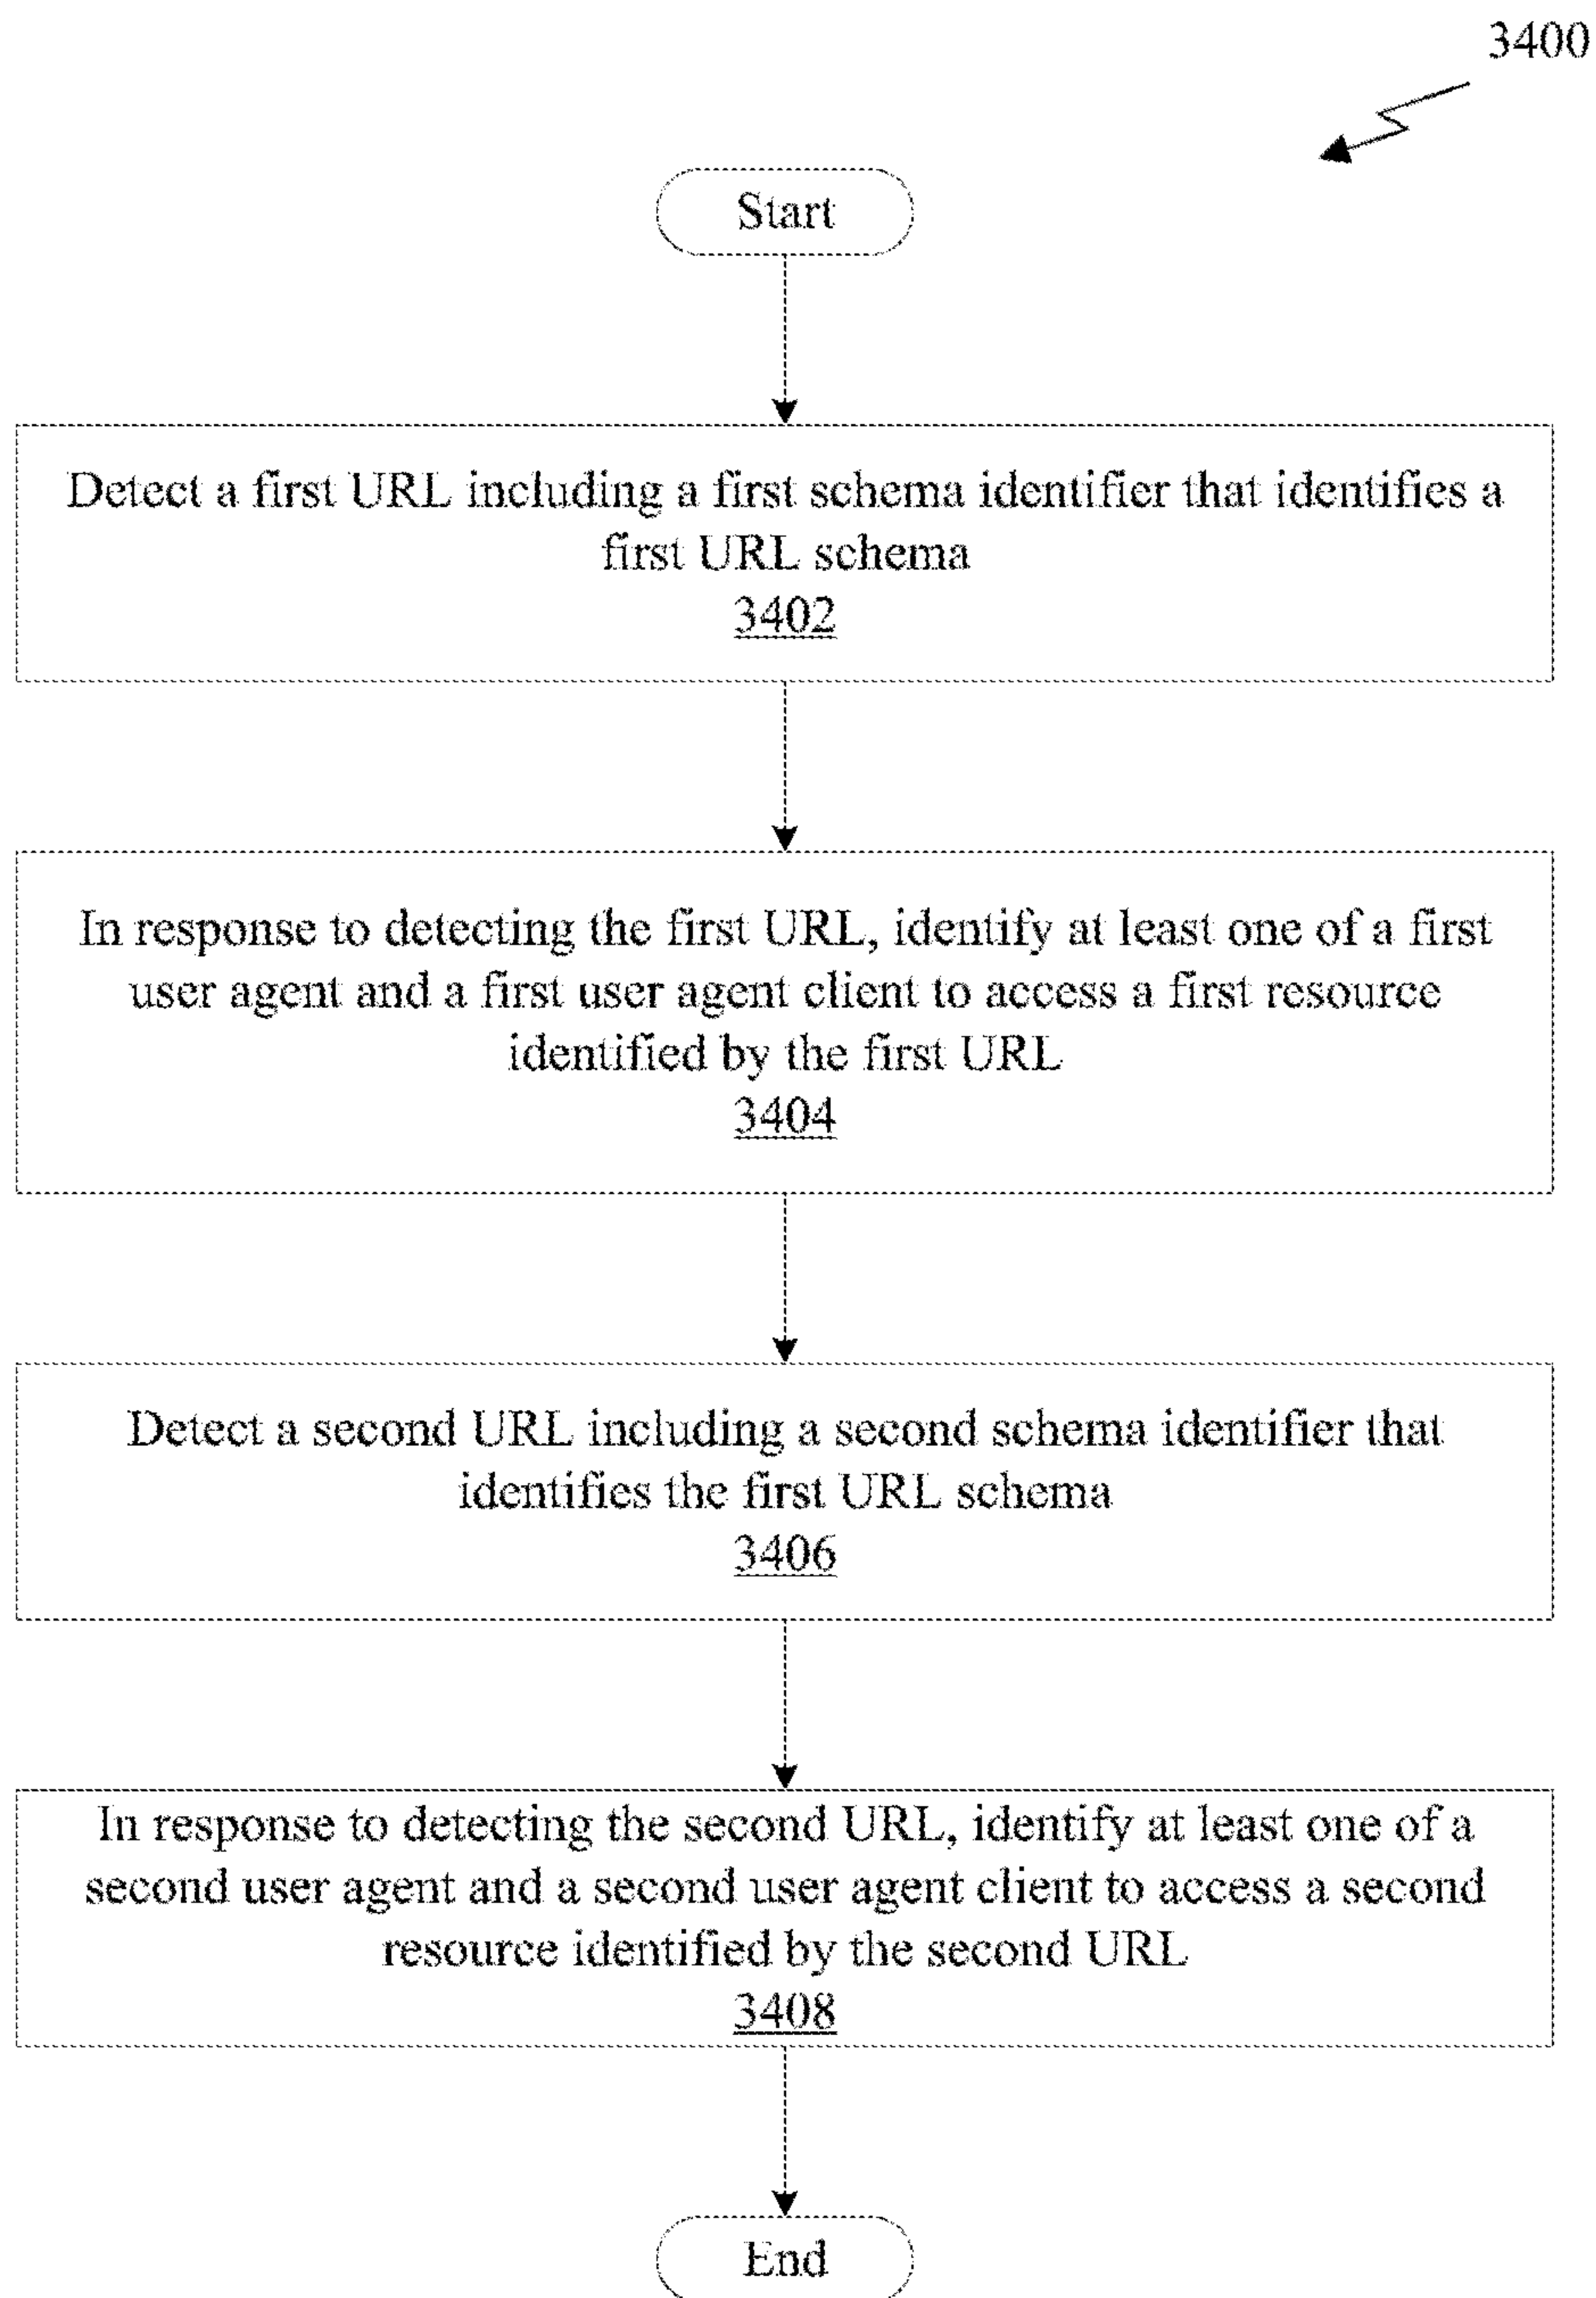 3400
Start
Detect a first URL including a first schema identifier that identifies a
first URL schema
3402
In response to detecting the first URL, identify at least one of a first
user agent and a first user agent client to access a first resource
identified by the first URL
3404
Detect a second URL including a second schema identifier that
identifies the first URL schema
3406
In response to detecting the second URL, identify at least one of a
second user agent and a second user agent client to access a second
resource identified by the second URL
3408
End